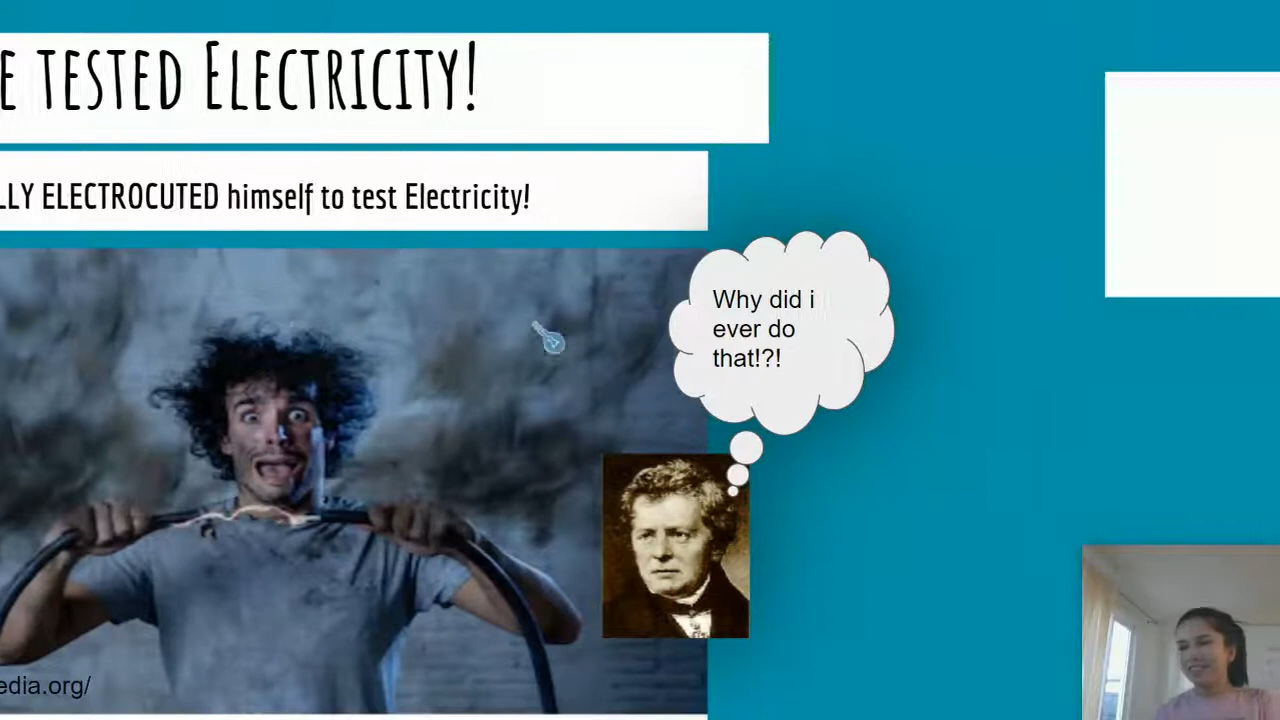 E TESTED ELECTRICITY!
LLY ELECTROCUTED himself to test Electricity!
Why did i
ever do
that!?!
edia.org/